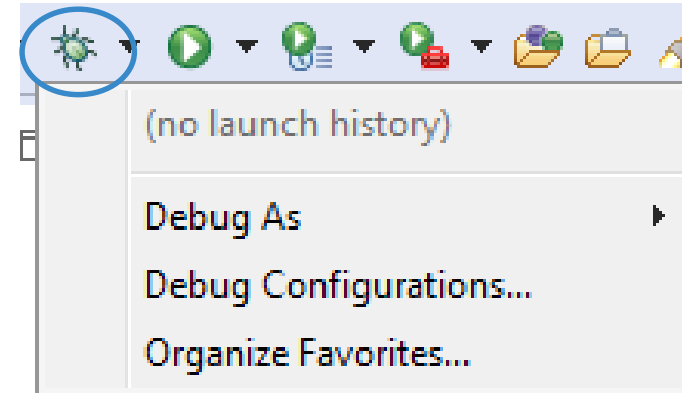 (no launch history)
Debug As
Debug Configurations...
Organize Favorites...